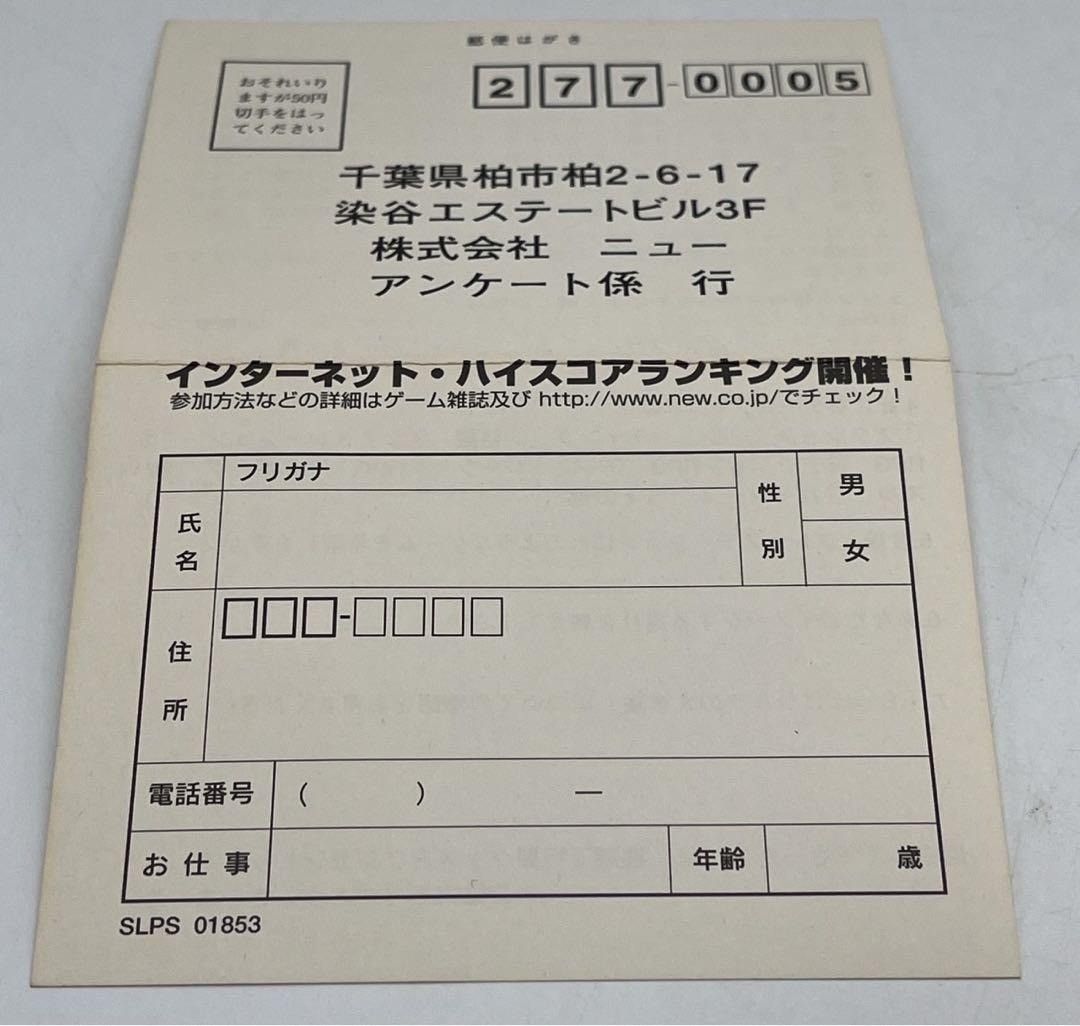 郵便はがき
おそれいり
ますが50円
切手をはっ
てください
277-0005
千葉県柏市柏2-6-17
染谷エステートビル3F
株式会社 ニュー
アンケート係 行
インターネット・ハイスコアランキング開催!
参加方法などの詳細はゲーム雑誌及び http://www.new.co.jp/でチェック!
フリガナ
氏名
性別
男
女
住所
□□□-□□□□
電話番号 ( ) —
お仕事
年齢
歳
SLPS 01853